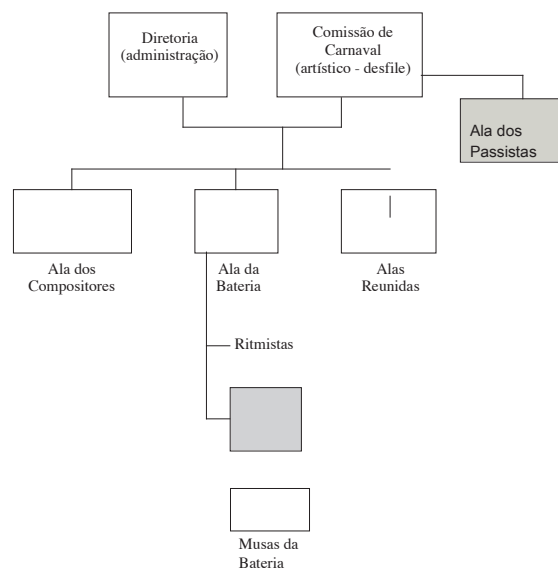 Diretoria
(administração)
Comissão de
Carnaval
(artístico - desfile)
Ala dos
Passistas
Ala dos
Compositores
Ala da
Bateria
Alas
Reunidas
Ritmistas
Musas da
Bateria